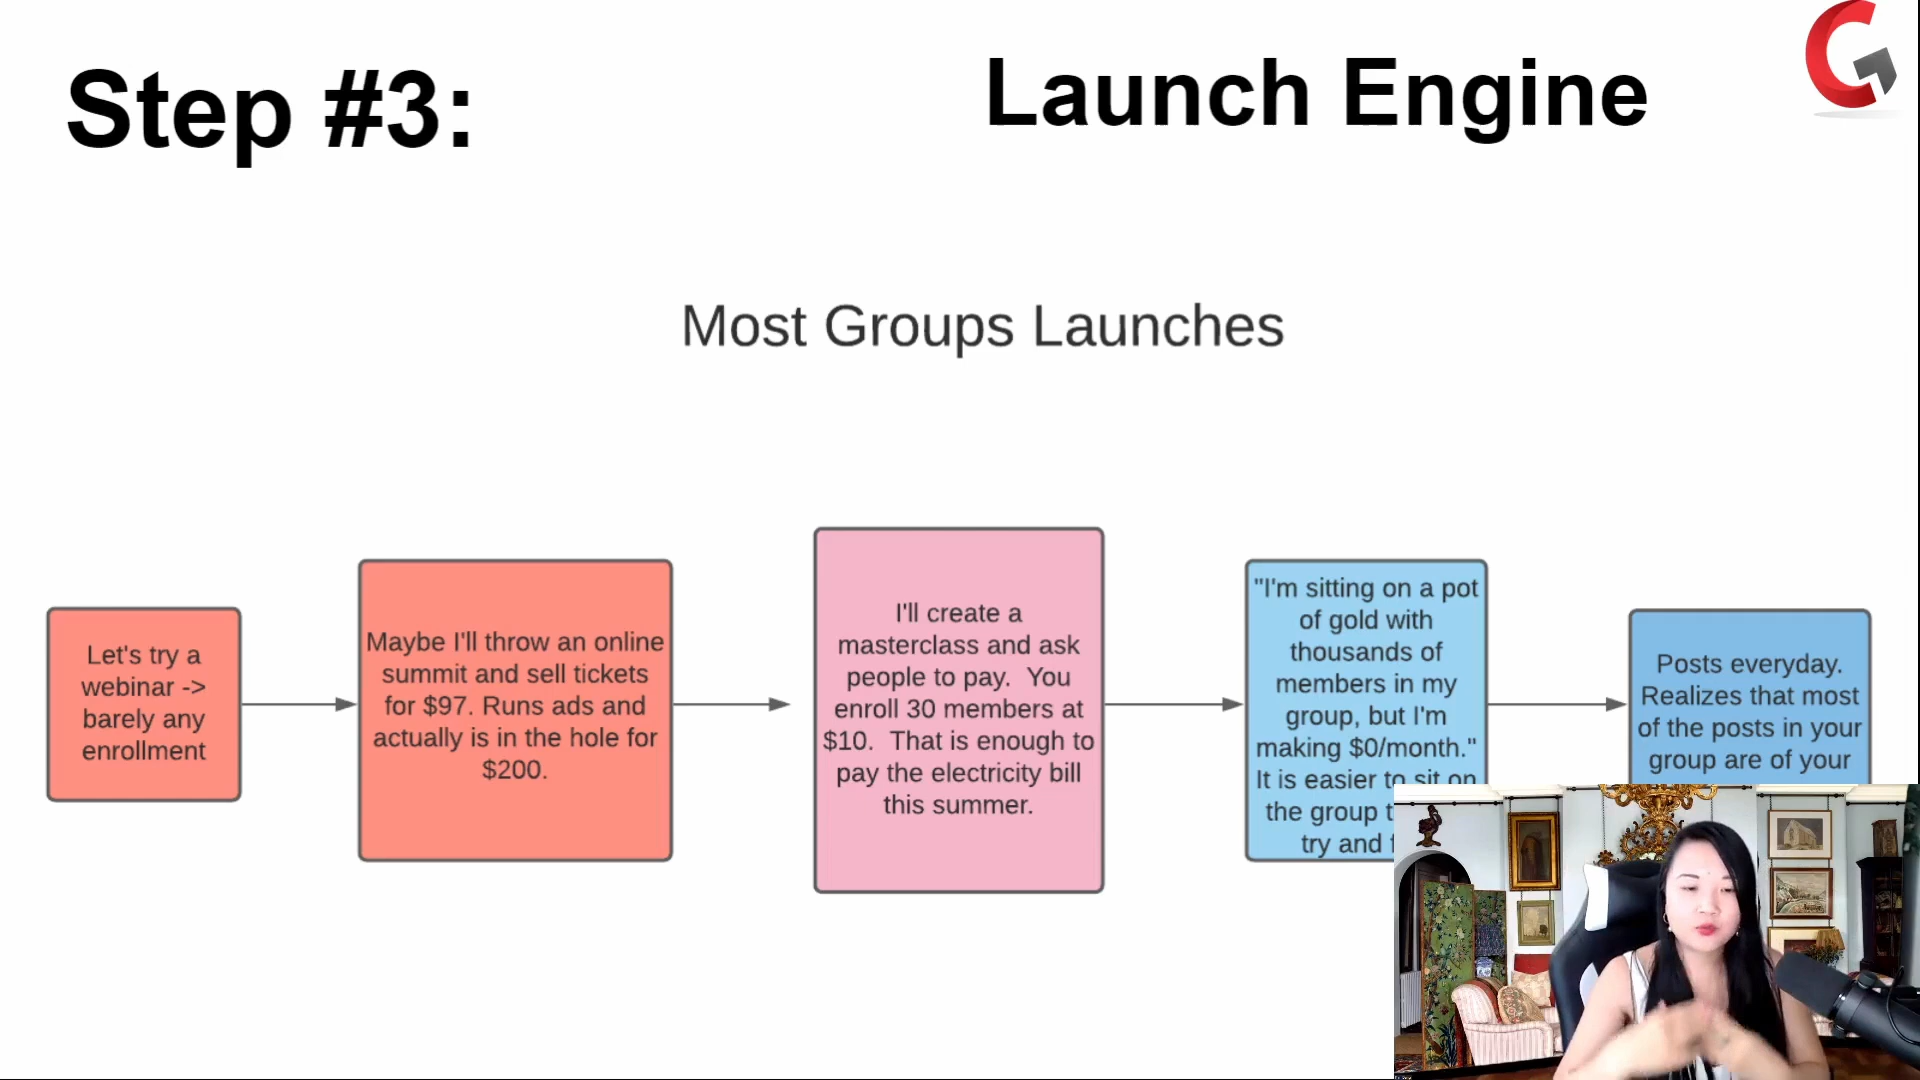 Step #3:
Launch Engine
Most Groups Launches
Let's try a
webinar ->
barely any
enrollment
Maybe I'll throw an online
summit and sell tickets
for $97. Runs ads and
actually is in the hole for
$200.
I'll create a
masterclass and ask
people to pay.  You
enroll 30 members at
$10.  That is enough to
pay the electricity bill
this summer.
"I'm sitting on a pot
of gold with
thousands of
members in my
group, but I'm
making $0/month."
It is easier to sit on
the group
try and
Posts everyday.
Realizes that most
of the posts in your
group are of your